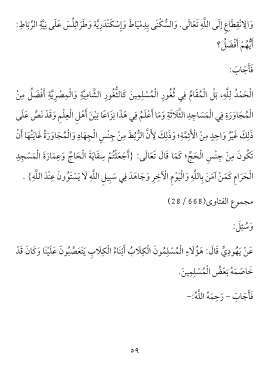 وَالِانْقِطَاعِ إلَى اللَّهِ تَعَالَى. وَالسُّكْنَى بِدِمْيَاطَ وَإِسْكَنْدَرِيَّةَ وَطَرَابُلُسَ عَلَى نِيَّةِ الرِّبَاطِ:
أَيُّهُمْ أَفْضَلُ؟
فَأَجَابَ:
الْحَمْدُ لِلَّهِ، بَلْ الْمُقَامُ فِي ثُغُورِ الْمُسْلِمِينَ كَالثُّغُورِ الشَّامِيَّةِ وَالْمِصْرِيَّةِ أَفْضَلُ مِنْ
الْمُجَاوَرَةِ فِي الْمَسَاجِدِ الثَّلَاثَةِ وَمَا أَعْلَمُ فِي هَذَا نِزَاعًا بَيْنَ أَهْلِ الْعِلْمِ وَقَدْ نَصَّ عَلَى
ذَلِكَ غَيْرُ وَاحِدٍ مِنْ الْأَئِمَّةِ؛ وَذَلِكَ لِأَنَّ الرُّبُطَ مِنْ جِنْسِ الْجِهَادِ وَالْمُجَاوَرَةُ غَايَتُهَا أَنْ
تَكُونَ مِنْ جِنْسِ الْحَجِّ؛ كَمَا قَالَ تَعَالَى: {أَجَعَلْتُمْ سِقَايَةَ الْحَاجِّ وَعِمَارَةَ الْمَسْجِدِ
الْحَرَامِ كَمَنْ آمَنَ بِاللَّهِ وَالْيَوْمِ الْآخِرِ وَجَاهَدَ فِي سَبِيلِ اللَّهِ لَا يَسْتَوُونَ عِنْدَ اللَّهِ} .
مجموع الفتاوى(668 / 28)
وَسُئِلَ:
عَنْ يَهُودِيٍّ قَالَ: هَؤُلَاءِ الْمُسْلِمُونَ الْكِلَابُ أَبْنَاءُ الْكِلَابِ يَتَعَصَّبُونَ عَلَيْنَا وَكَانَ قَدْ
خَاصَمَهُ بَعْضُ الْمُسْلِمِينَ.
فَأَجَابَ - رَحِمَهُ اللَّهُ:-
٥٩